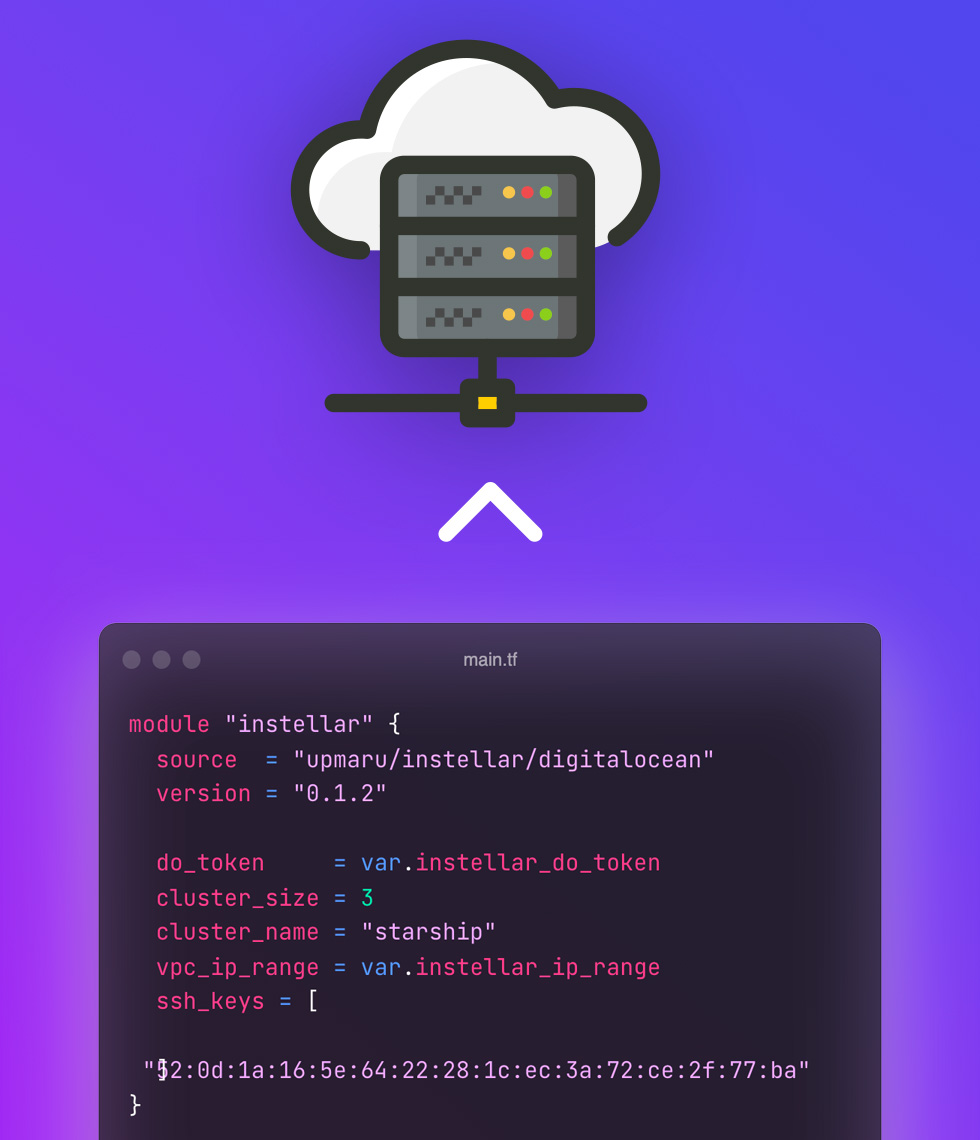 main.tf
module "instellar" {
  source  = "upmaru/instellar/digitalocean"
  version = "0.1.2"

  do_token     = var.instellar_do_token
  cluster_size = 3
  cluster_name = "starship"
  vpc_ip_range = var.instellar_ip_range
  ssh_keys = [
 "52:0d:1a:16:5e:64:22:28:1c:ec:3a:72:ce:2f:77:ba"
  ]
}